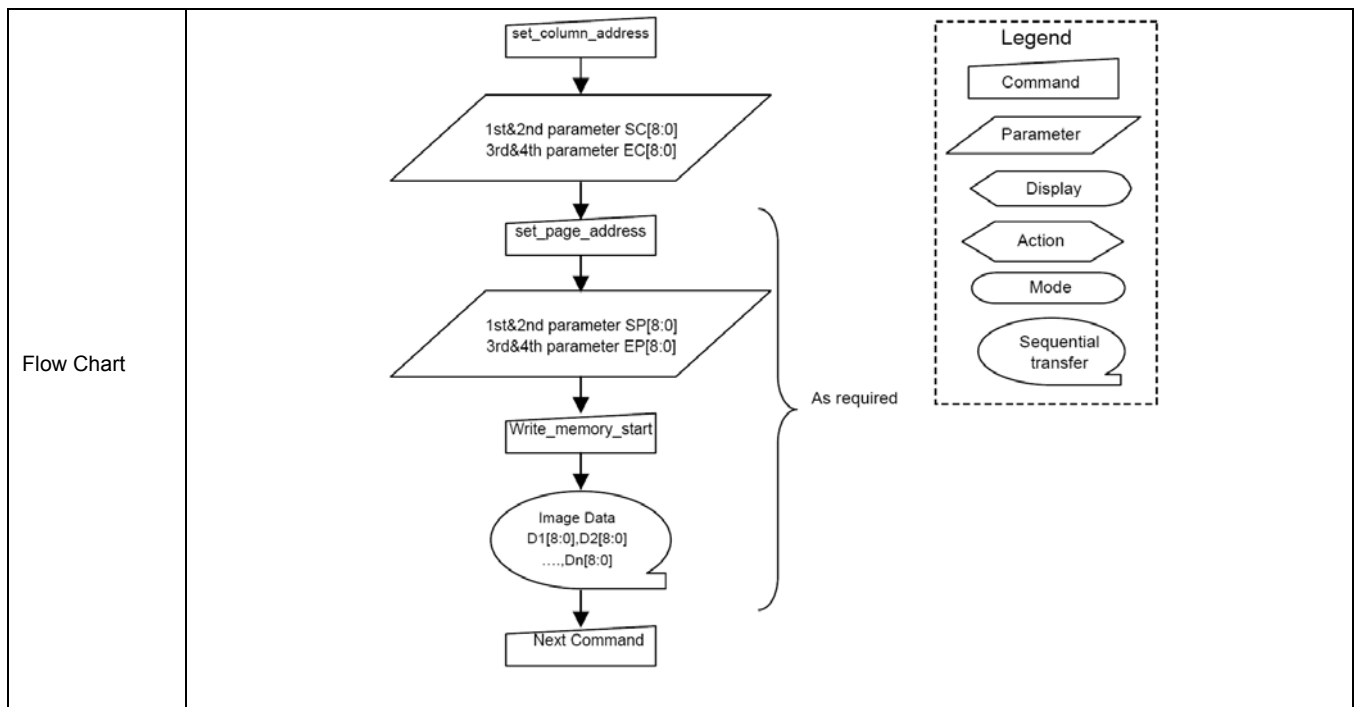 Flow Chart
set_column_address
1st&2nd parameter SC[8:0]
3rd&4th parameter EC[8:0]
set_page_address
1st&2nd parameter SP[8:0]
3rd&4th parameter EP[8:0]
Write_memory_start
Image Data
D1[8:0],D2[8:0]
....,Dn[8:0]
Next Command
As required
Legend
Command
Parameter
Display
Action
Mode
Sequential
transfer